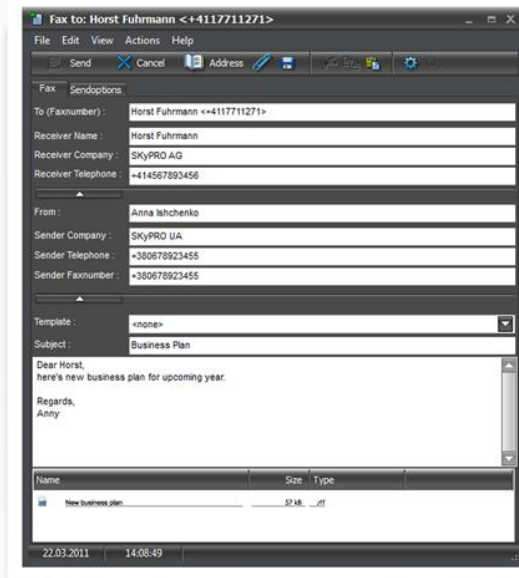 Fax to: Horst Fuhrmann <+4117711271>
File Edit View Actions Help
Send Cancel Address
Fax Sendoptions
To (Faxnumber) : Horst Fuhrmann <+4117711271>
Receiver Name : Horst Fuhrmann
Receiver Company : SKyPRO AG
Receiver Telephone : +414567893456
From : Anna Ishchenko
Sender Company : SKyPRO UA
Sender Telephone : +380678923455
Sender Faxnumber : +380678923455
Template : <none>
Subject : Business Plan
Dear Horst,
here's new business plan for upcoming year.
Regards,
Anny
Name Size Type
New business plan 57 kB .rtf
22.03.2011 14:08:49